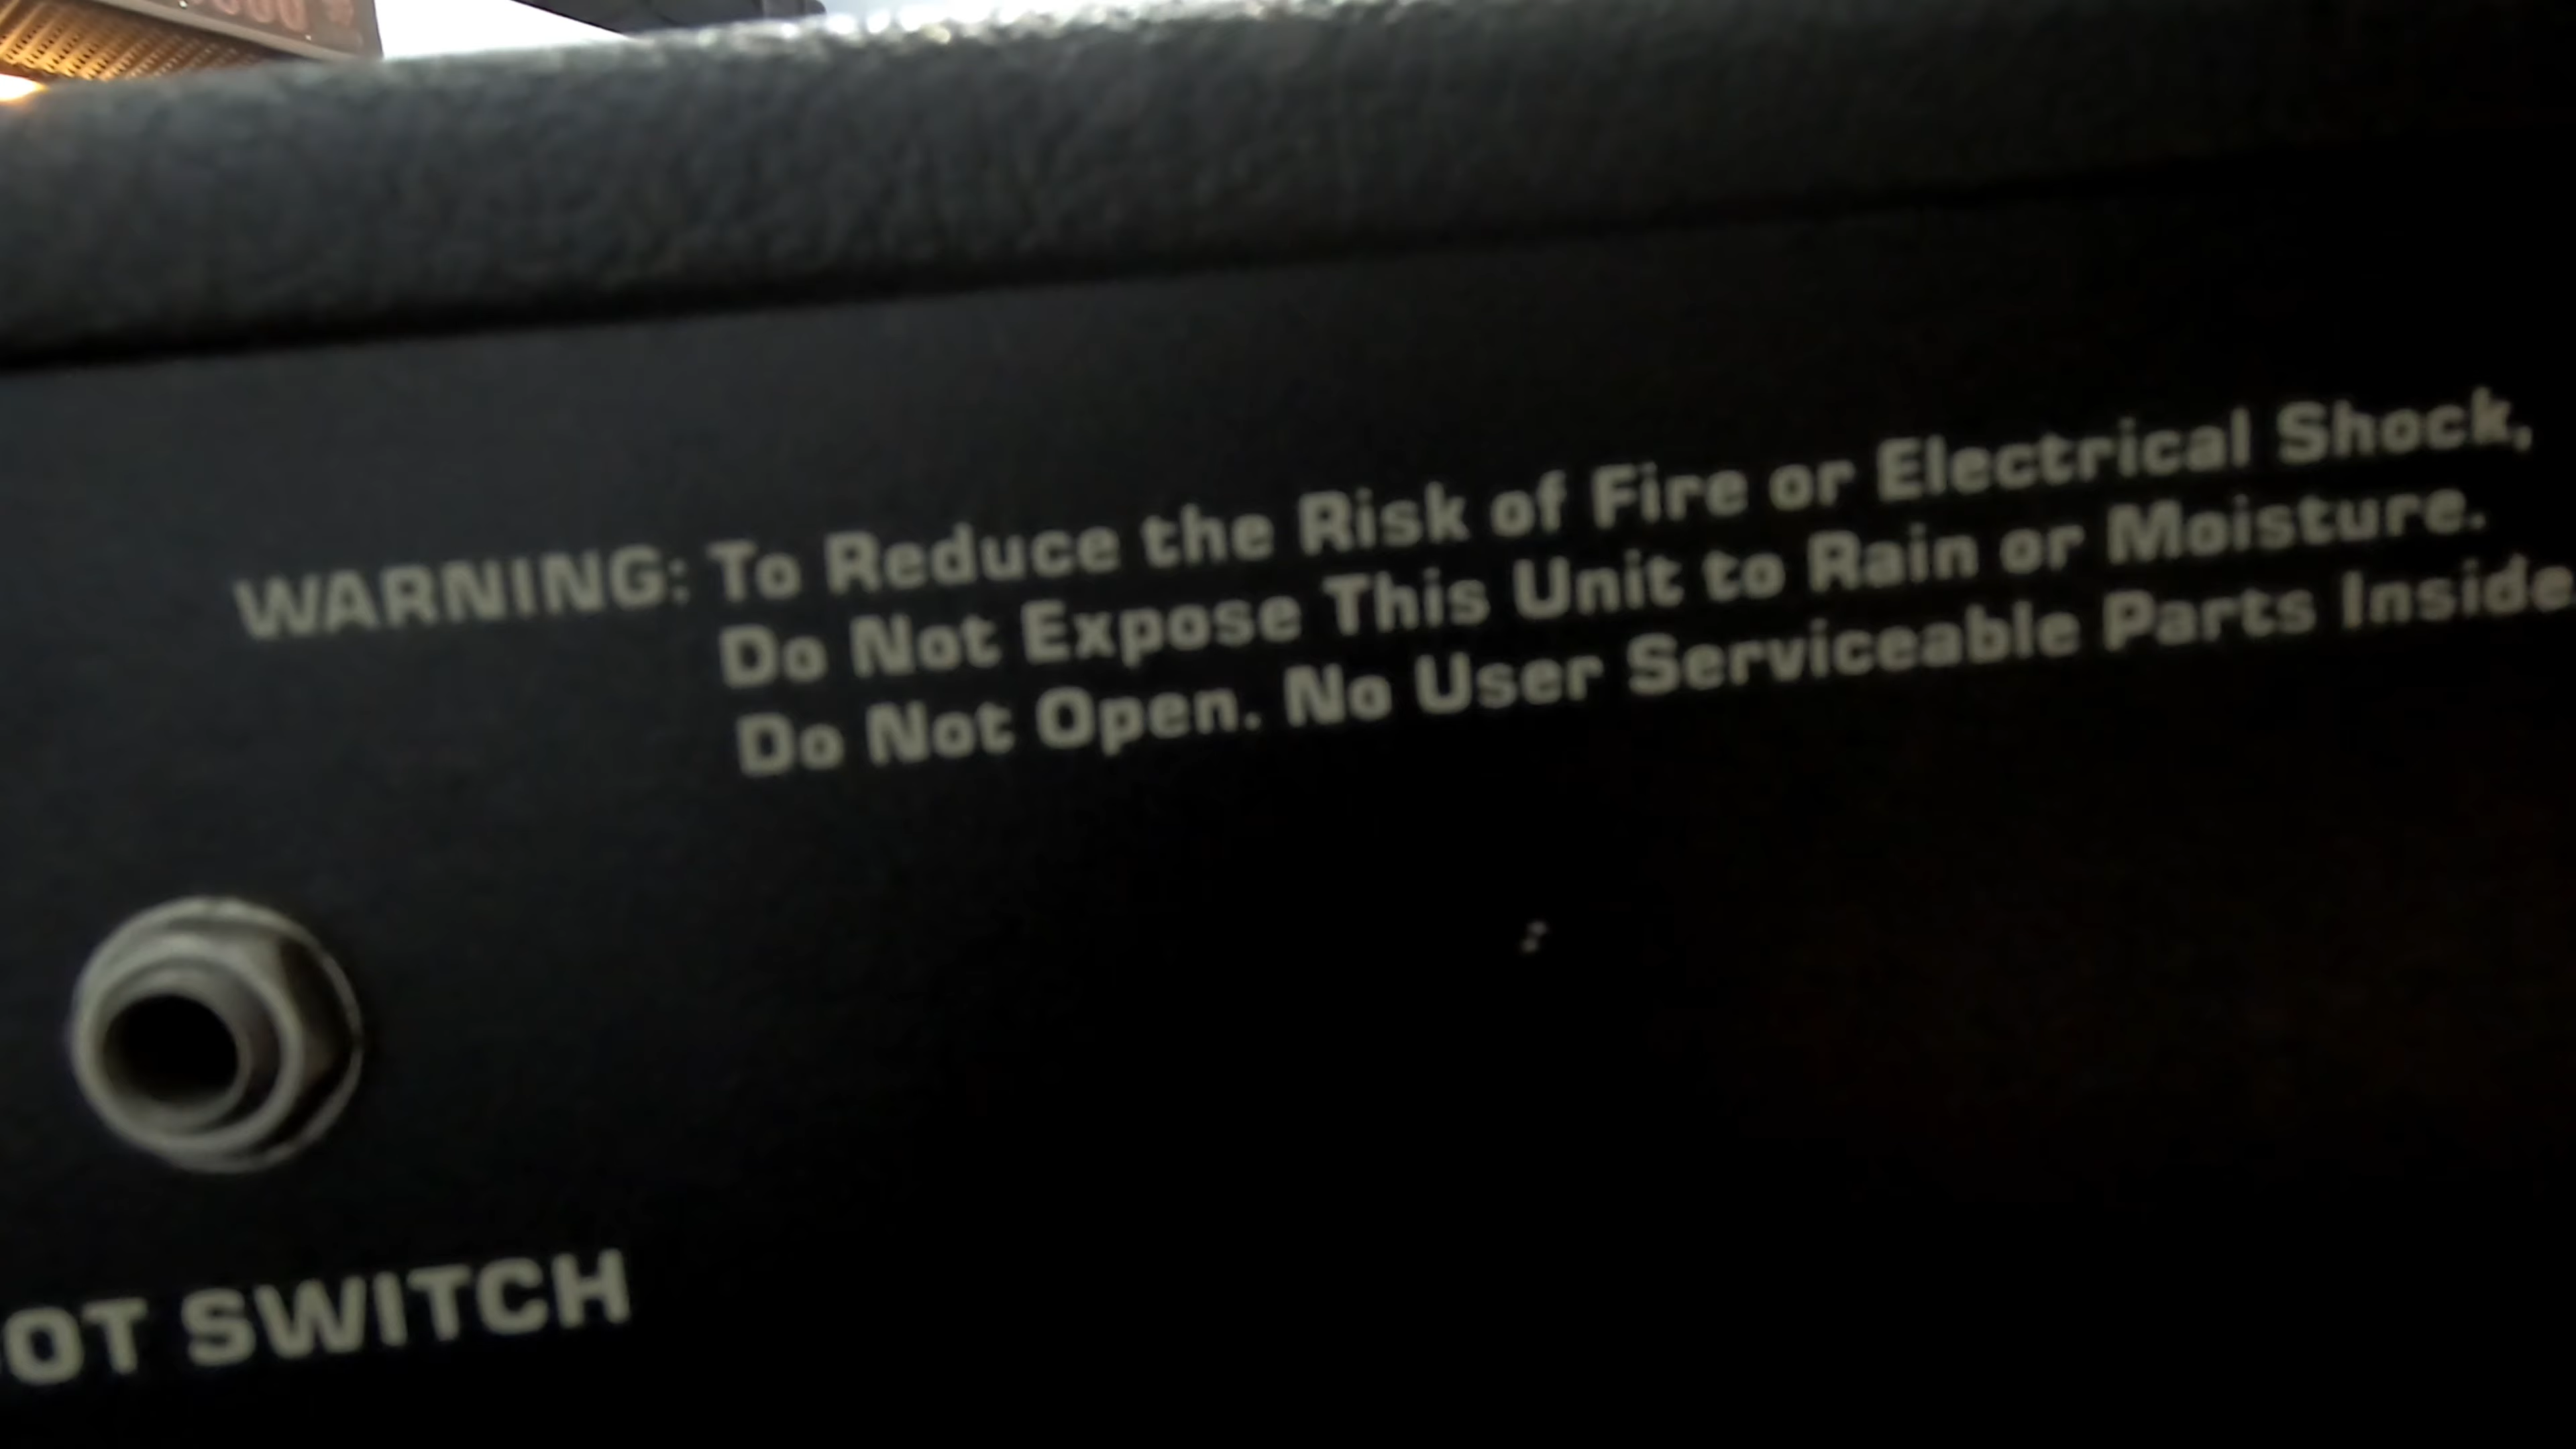 WARNING: To Reduce the Risk of Fire or Electrical Shock,
Do Not Expose This Unit to Rain or Moisture.
Do Not Open. No User Serviceable Parts Inside
OT SWITCH